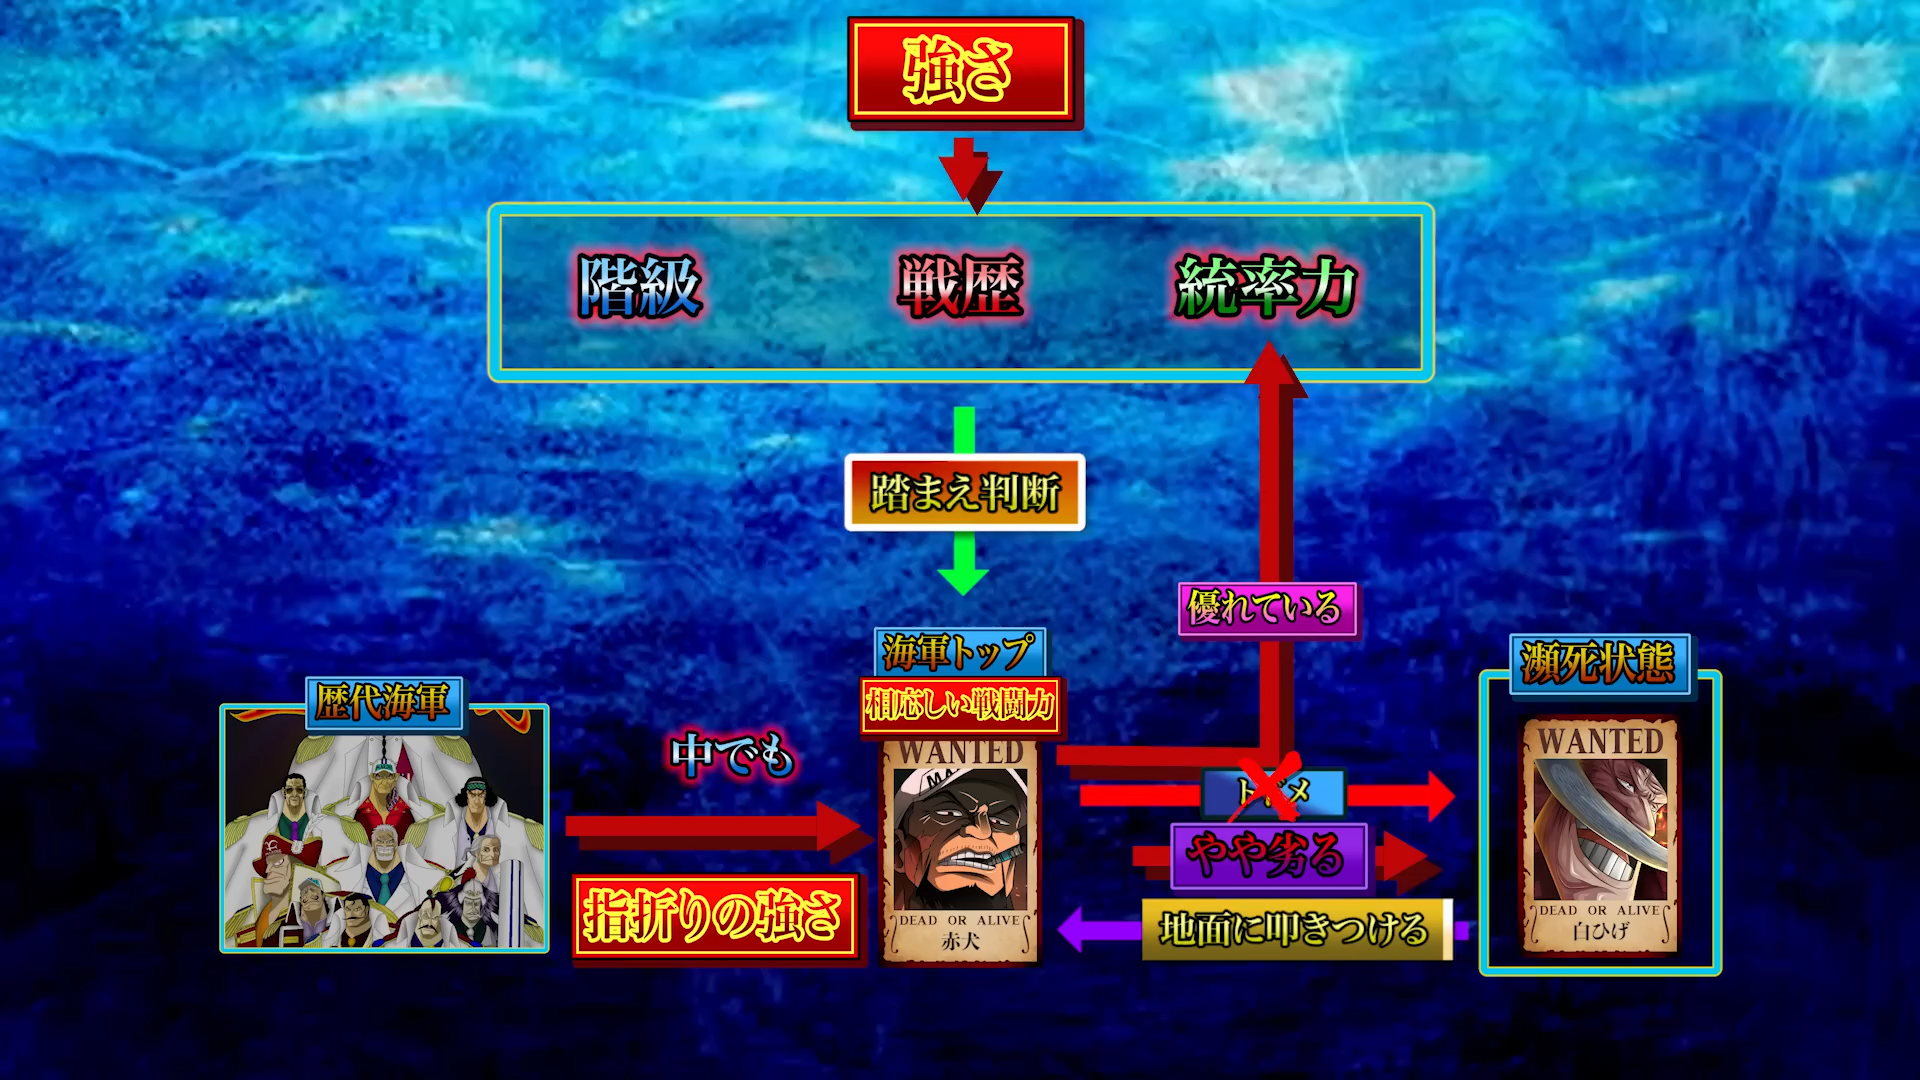 強さ
階級 戦歴 統率力
踏まえ判断
優れている
海軍トップ
瀕死状態
歴代海軍
相応しい戦闘力
中でも
WANTED
WANTED
MA
やや劣る
指折りの強さ
地面に叩きつける
DEAD OR ALIVE
赤犬
DEAD OR ALIVE
白ひげ